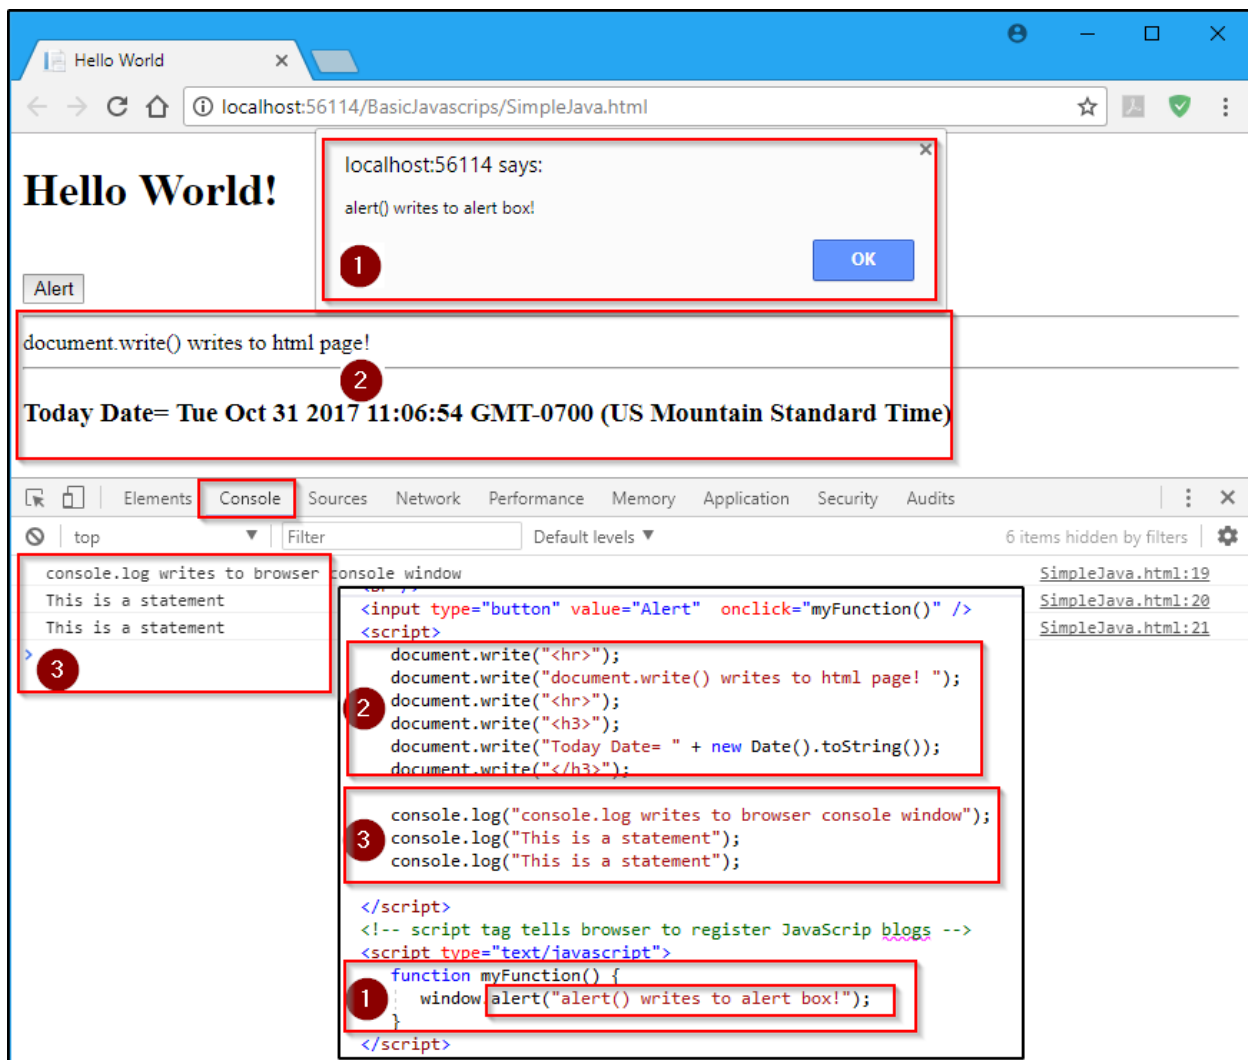 Hello World
localhost:56114/BasicJavascrips/SimpleJava.html
localhost:56114 says:
alert() writes to alert box!
1
OK
Hello World!
Alert
document.write() writes to html page!
2
Today Date= Tue Oct 31 2017 11:06:54 GMT-0700 (US Mountain Standard Time)
Elements Console Sources Network Performance Memory Application Security Audits
top Filter Default levels 6 items hidden by filters
console.log writes to browser console window SimpleJava.html:19
This is a statement SimpleJava.html:20
This is a statement SimpleJava.html:21
3
<input type="button" value="Alert" onclick="myFunction()" />
<script>
document.write("<hr>");
document.write("document.write() writes to html page! ");
2
document.write("<hr>");
document.write("<h3>");
document.write("Today Date= " + new Date().toString());
document.write("</h3>");
console.log("console.log writes to browser console window");
3
console.log("This is a statement");
console.log("This is a statement");
</script>
<!-- script tag tells browser to register JavaScrip blogs -->
<script type="text/javascript">
function myFunction() {
1
window.alert("alert() writes to alert box!");
}
</script>